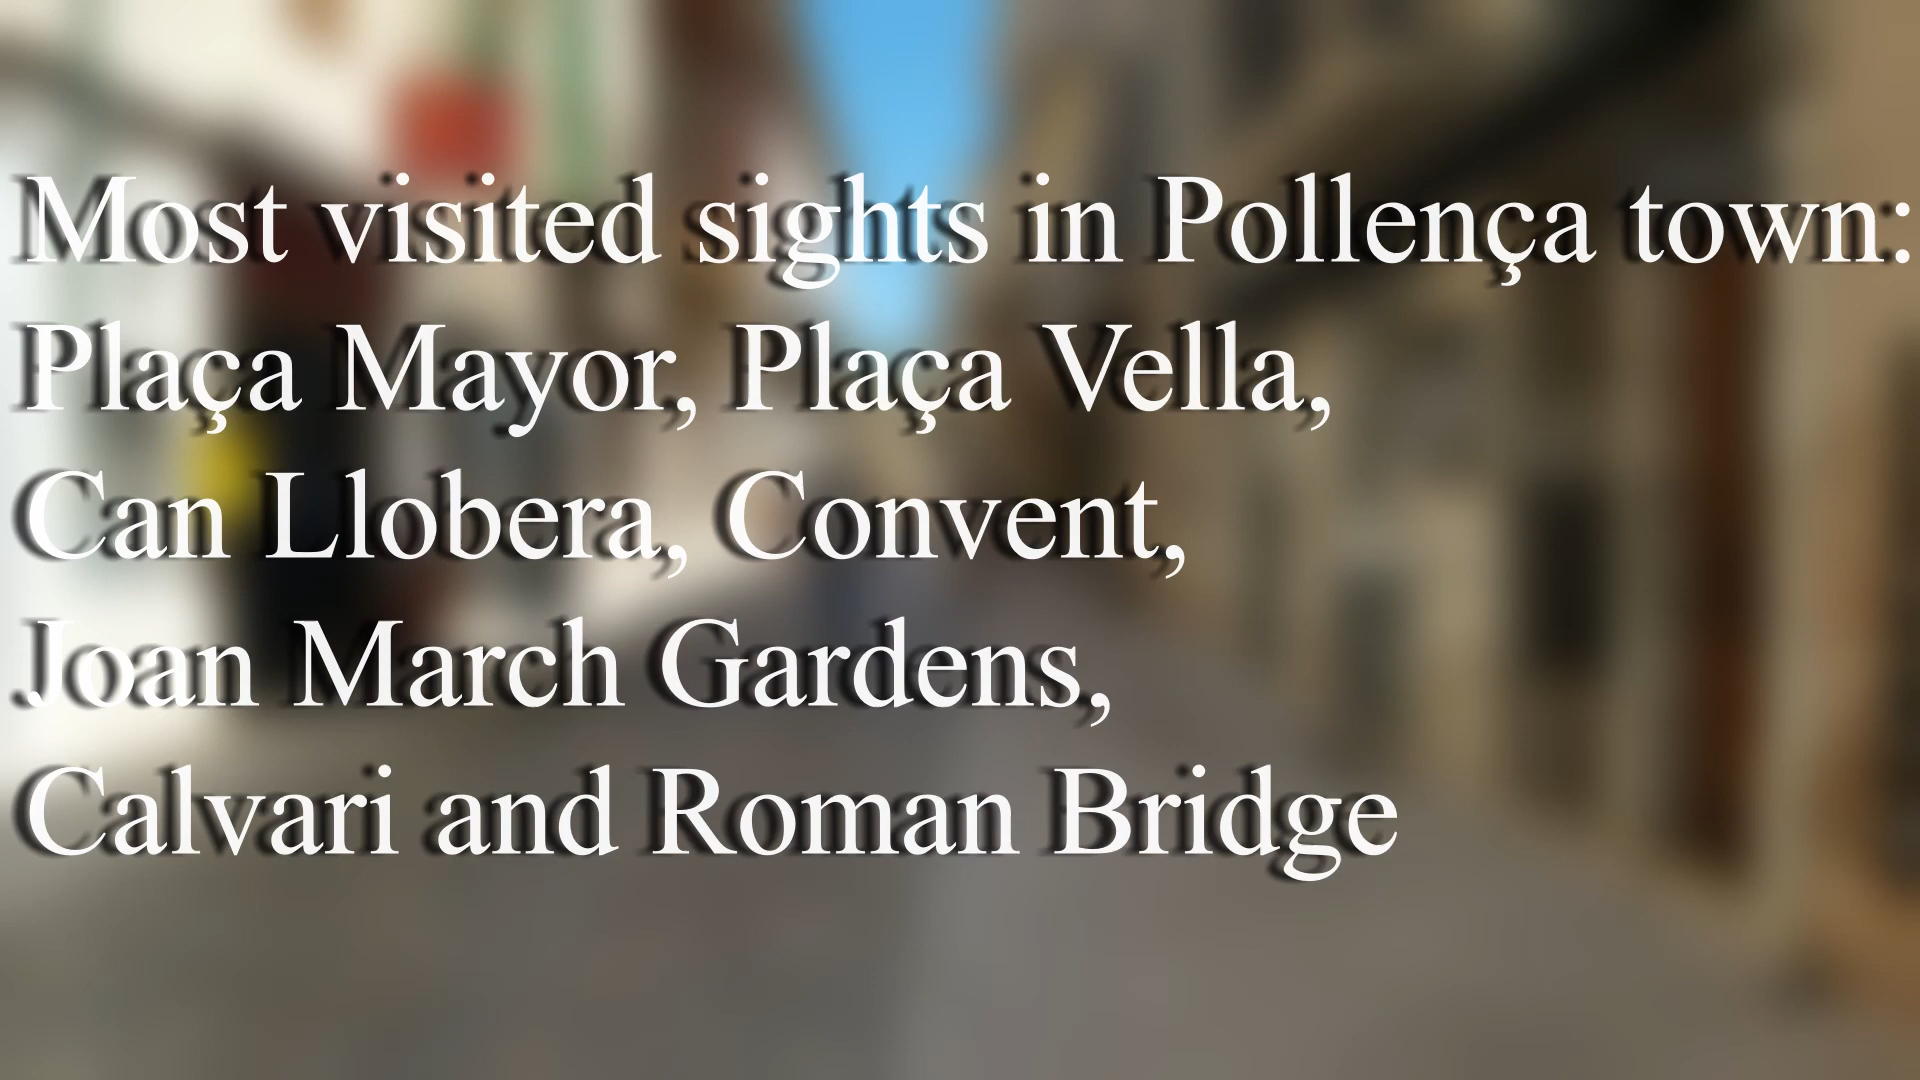 Most visited sights in Pollença town:
Plaça Mayor, Plaça Vella,
Can Llobera, Convent,
Joan March Gardens,
Calvari and Roman Bridge